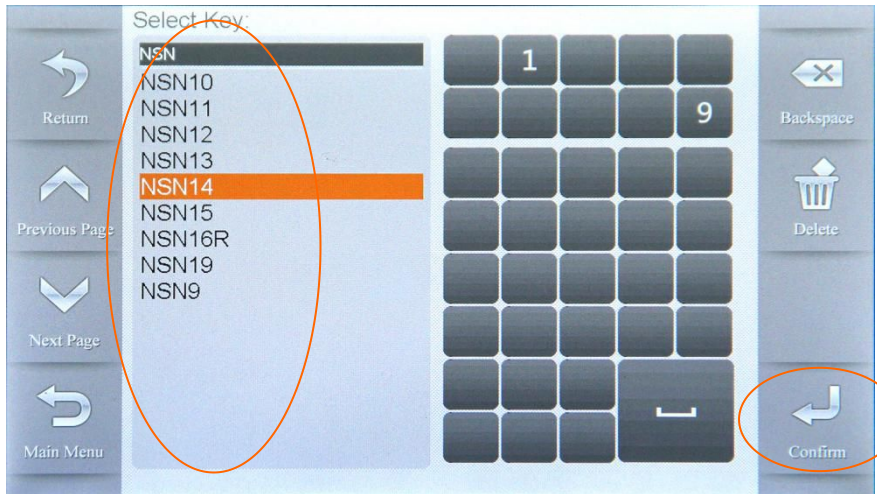 Select Key:
NSN
NSN10
NSN11
NSN12
NSN13
NSN14
NSN15
NSN16R
NSN19
NSN9
1
9
Return
Previous Page
Next Page
Main Menu
Backspace
Delete
Confirm